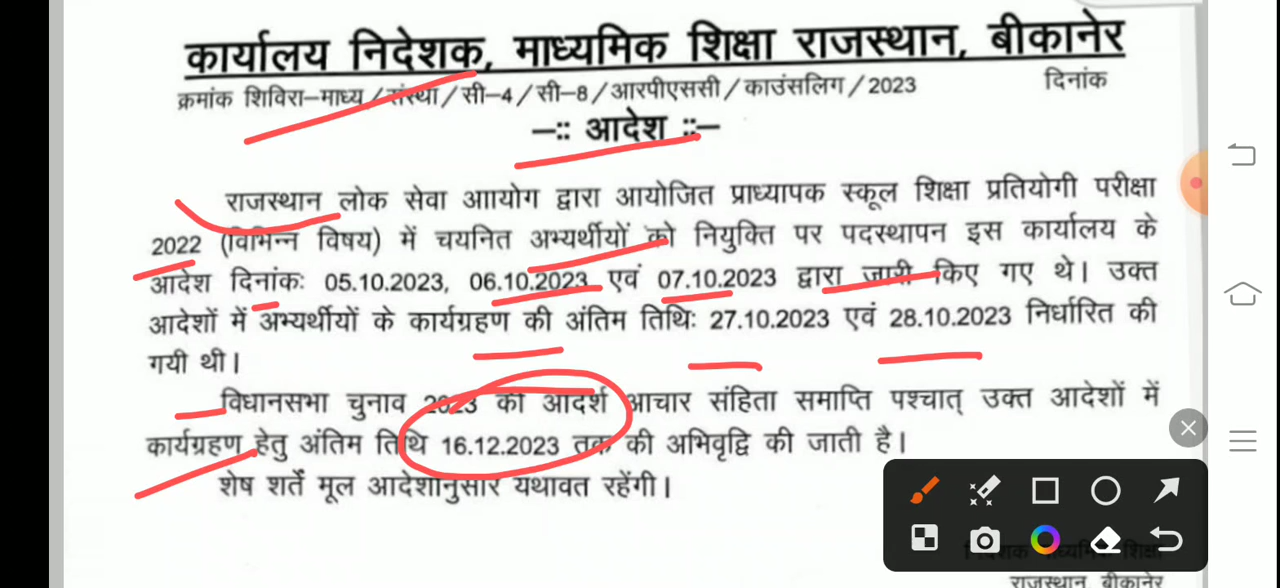 कार्यालय निदेशक, माध्यमिक शिक्षा राजस्थान, बीकानेर
क्रमांक शिविरा–माध्य/संस्था/सी–4/सी–8/आरपीएससी/काउंसलिग/2023 दिनांक
–:: आदेश ::–
राजस्थान लोक सेवा आायोग द्वारा आयोजित प्राध्यापक स्कूल शिक्षा प्रतियोगी परीक्षा
2022 (विभिन्न विषय) में चयनित अभ्यर्थीयों को नियुक्ति पर पदस्थापन इस कार्यालय के
आदेश दिनांकः 05.10.2023, 06.10.2023 एवं 07.10.2023 द्वारा जारी किए गए थे। उक्त
आदेशों में अभ्यर्थीयों के कार्यग्रहण की अंतिम तिथिः 27.10.2023 एवं 28.10.2023 निर्धारित की
गयी थी।
विधानसभा चुनाव 2023 की आदर्श आचार संहिता समाप्ति पश्चात् उक्त आदेशों में
कार्यग्रहण हेतु अंतिम तिथि 16.12.2023 तक की अभिवृद्धि की जाती है।
शेष शर्तें मूल आदेशानुसार यथावत रहेंगी।
निदेशक माध्यमिक शिक्षा
राजस्थान बीकानेर